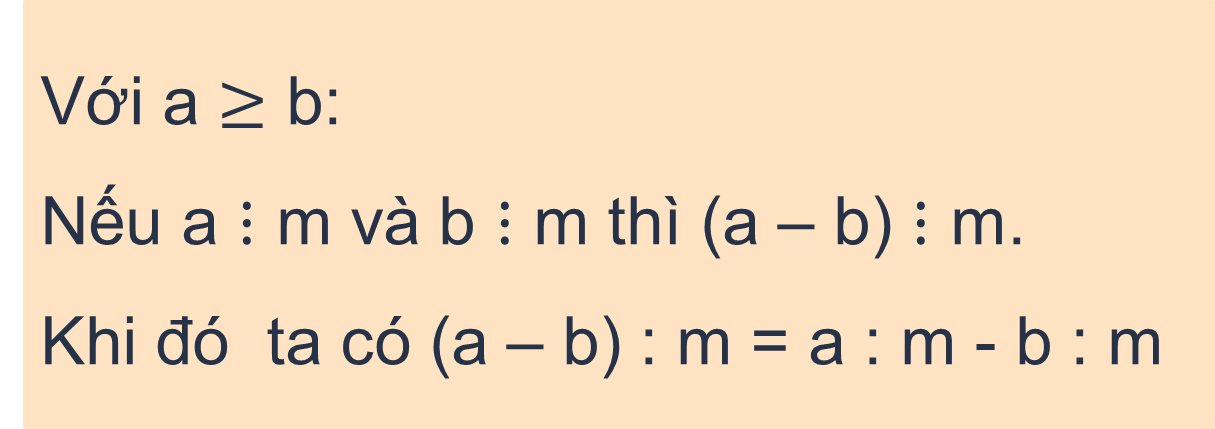 Với a ≥ b:
Nếu a ⋮ m và b ⋮ m thì (a – b) ⋮ m.
Khi đó  ta có (a – b) : m = a : m - b : m